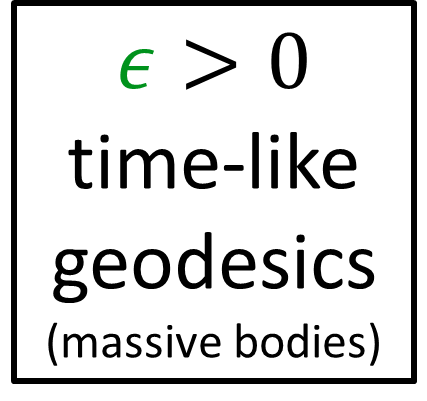 ϵ > 0
time-like
geodesics
(massive bodies)